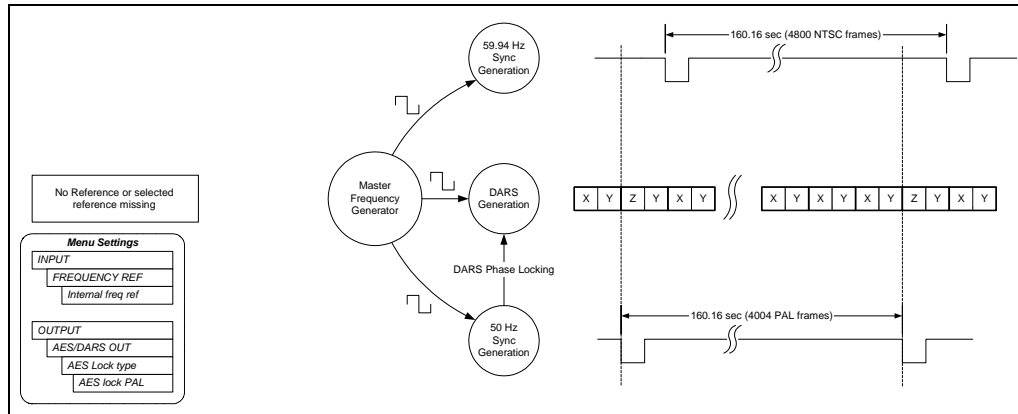 160.16 sec (4800 NTSC frames)
59.94 Hz
Sync
Generation
No Reference or selected
reference missing
Master
Frequency
Generator
DARS
Generation
X Y Z Y X Y
X Y X Y X Y Z Y X Y
Menu Settings
INPUT
FREQUENCY REF
Internal freq ref
OUTPUT
AES/DARS OUT
AES Lock type
AES lock PAL
DARS Phase Locking
50 Hz
Sync
Generation
160.16 sec (4004 PAL frames)